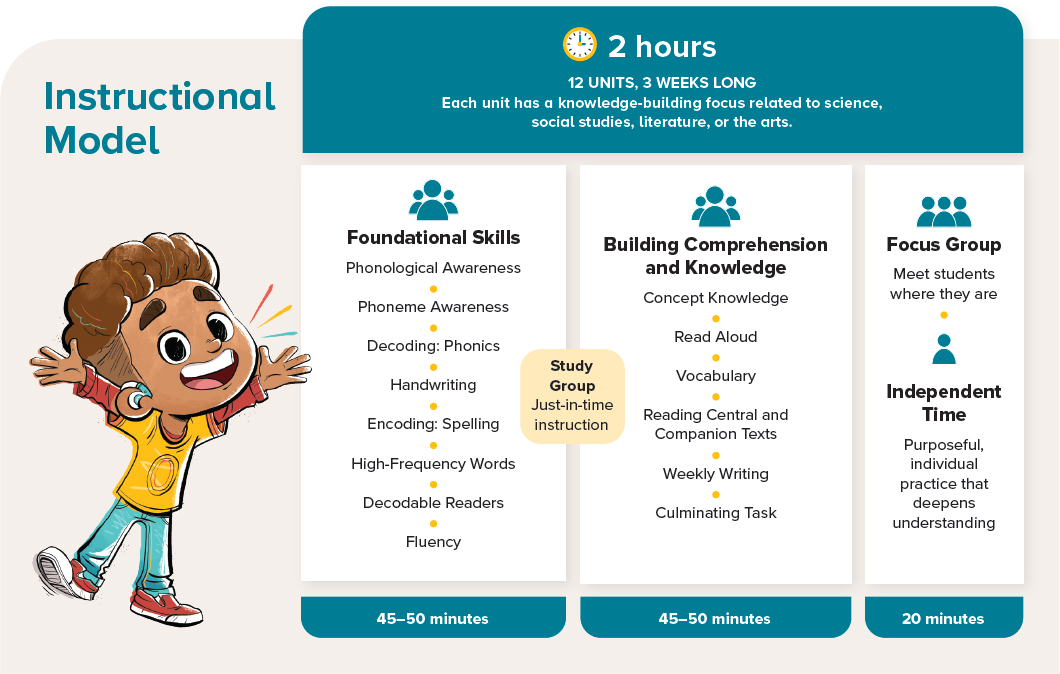 Instructional
Model
2 hours
12 UNITS, 3 WEEKS LONG
Each unit has a knowledge-building focus related to science,
social studies, literature, or the arts.
Foundational Skills
Phonological Awareness
Phoneme Awareness
Decoding: Phonics
Handwriting
Encoding: Spelling
High-Frequency Words
Decodable Readers
Fluency
45–50 minutes
Study
Group
Just-in-time
instruction
Building Comprehension
and Knowledge
Concept Knowledge
Read Aloud
Vocabulary
Reading Central and
Companion Texts
Weekly Writing
Culminating Task
45–50 minutes
Focus Group
Meet students
where they are
Independent
Time
Purposeful,
individual
practice that
deepens
understanding
20 minutes